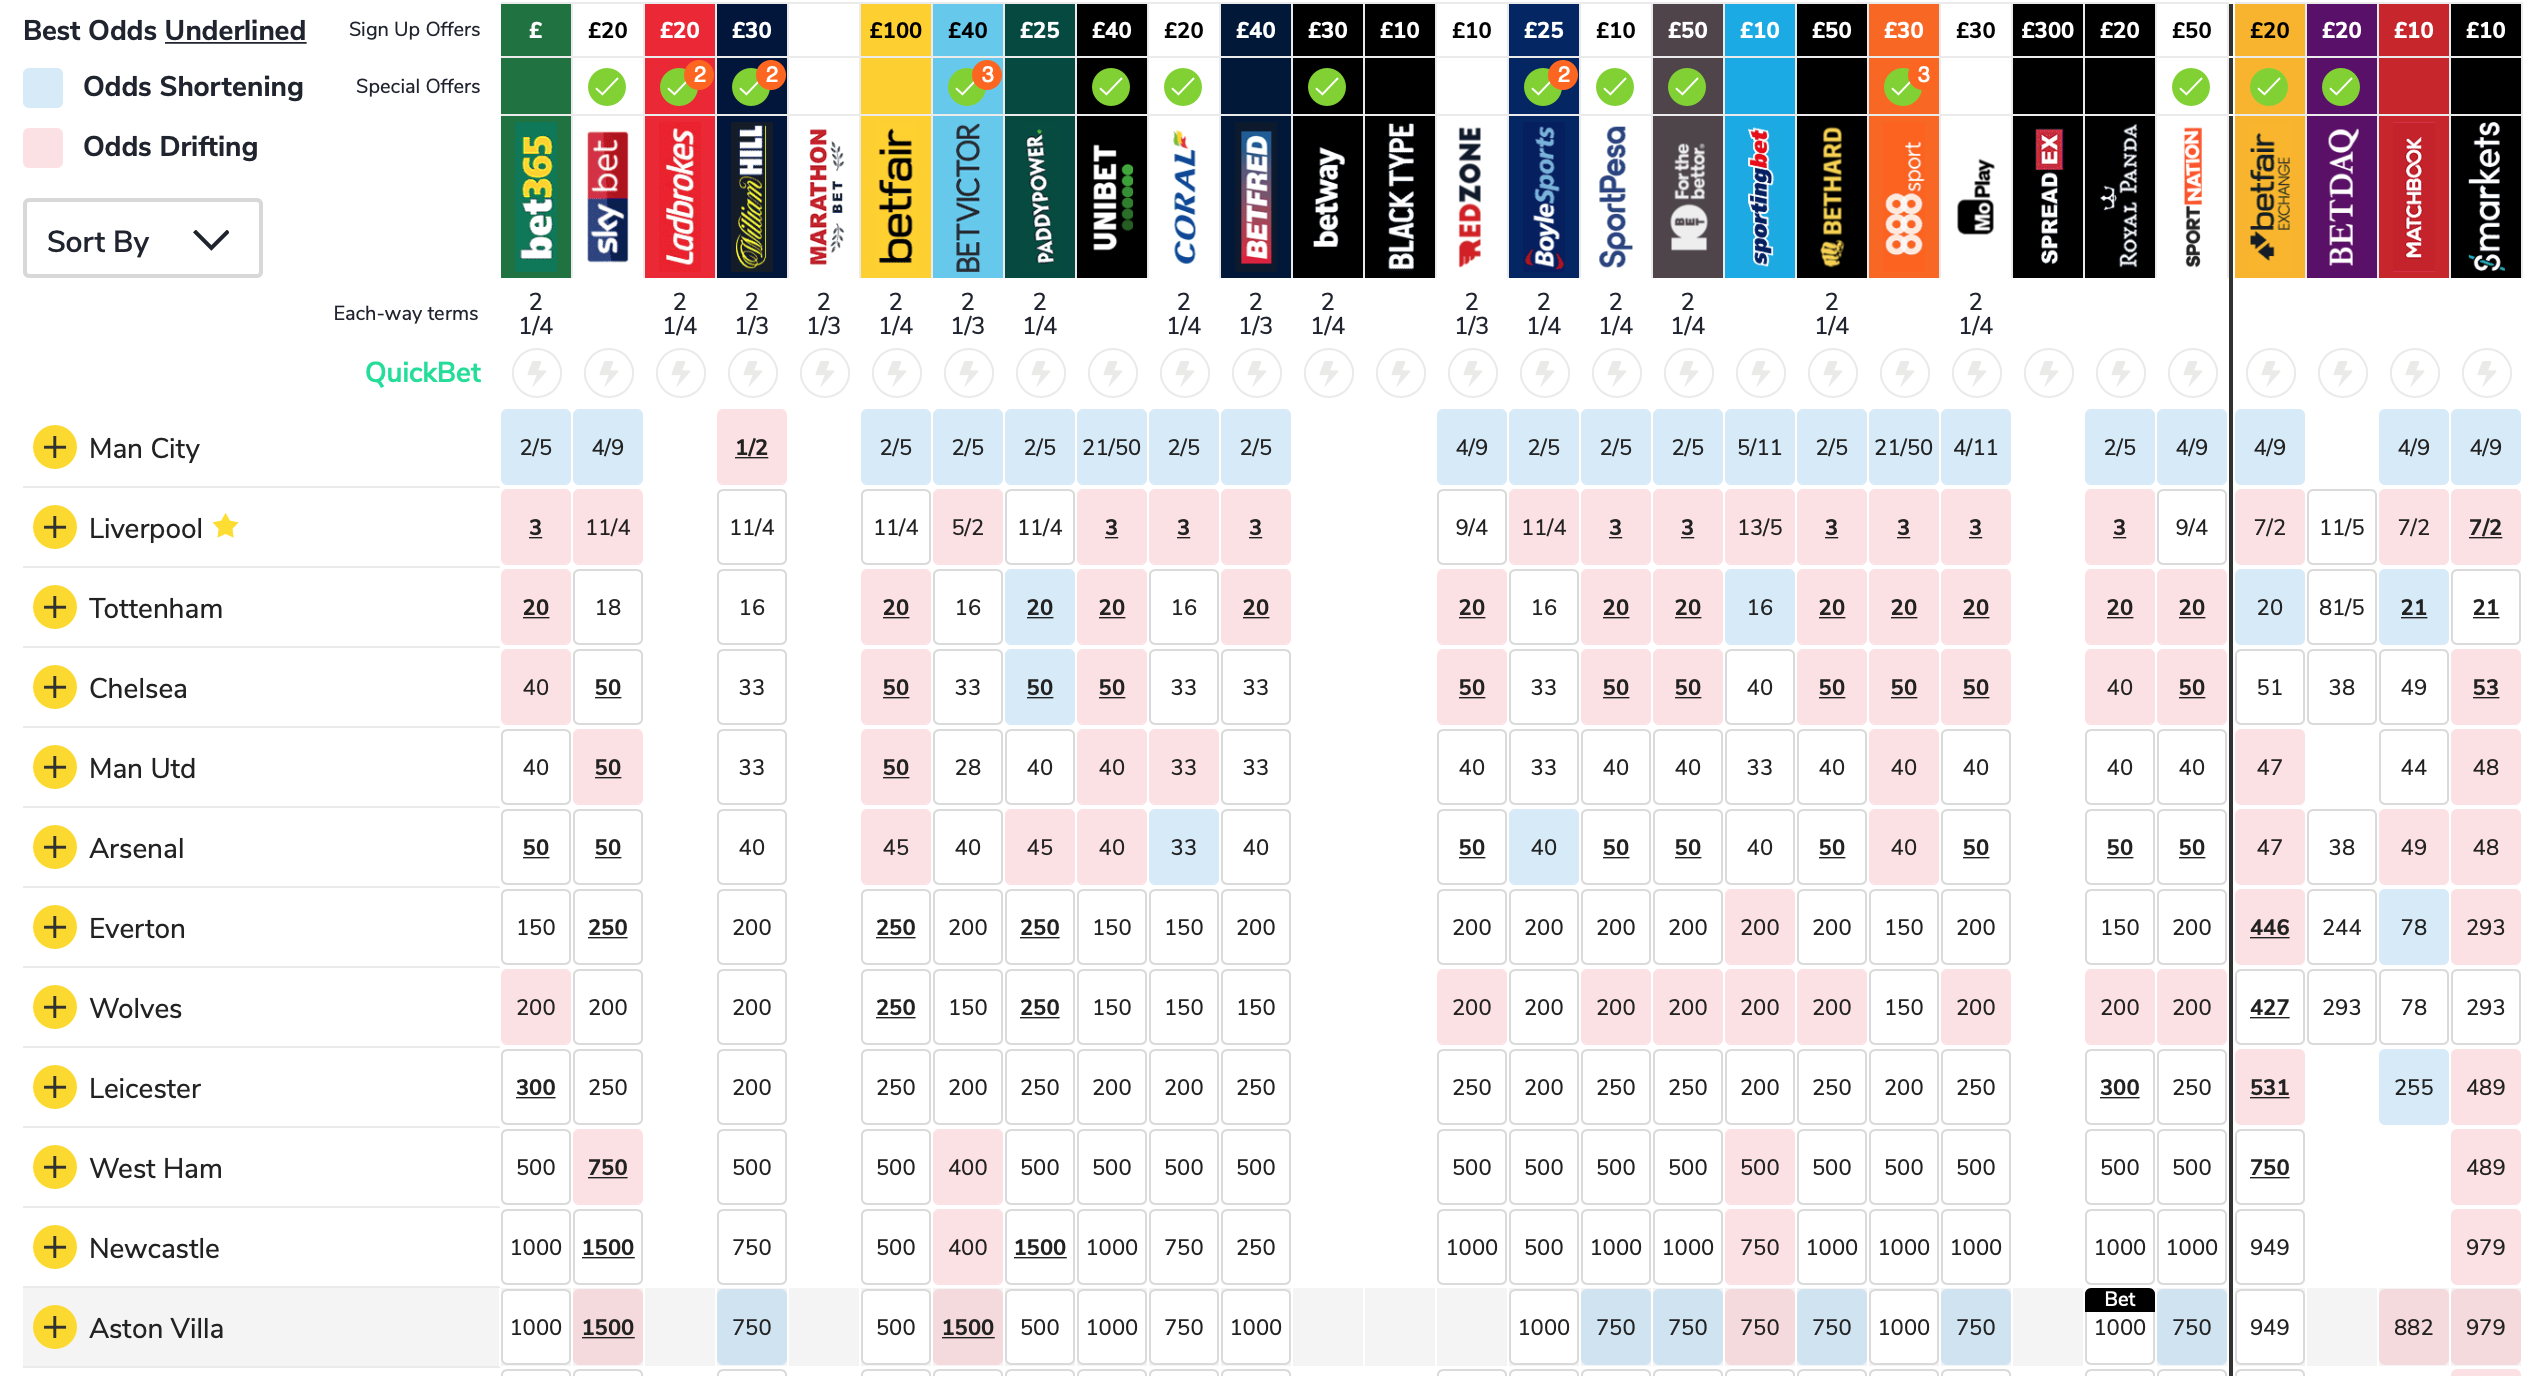 Best Odds Underlined
Sign Up Offers £ £20 £20 £30 £100 £40 £25 £40 £20 £40 £30 £10 £10 £25 £10 £50 £10 £50 £30 £30 £300 £20 £50 £20 £20 £10 £10
Odds Shortening
Special Offers 2 2 3 2 3
Odds Drifting
Sort By
bet365 sky bet Ladbrokes William HILL MARATHON BET betfair BETVICTOR PADDYPOWER. UNIBET CORAL BETFRED betway BLACK TYPE REDZONE BoyleSports SportPesa 10 BET For the bettor. sportingbet BETHARD 888sport MoPlay SPREAD EX ROYAL PANDA SPORTNATION betfair EXCHANGE BETDAQ MATCHBOOK Smarkets
Each-way terms
2 2 2 2 2 2 2 2 2 2 2 2 2 2 2 2
1/4 1/4 1/3 1/3 1/4 1/3 1/4 1/4 1/3 1/4 1/3 1/4 1/4 1/4 1/4 1/4
QuickBet
Man City 2/5 4/9 1/2 2/5 2/5 2/5 21/50 2/5 2/5 4/9 2/5 2/5 2/5 5/11 2/5 21/50 4/11 2/5 4/9 4/9 4/9 4/9
Liverpool 3 11/4 11/4 11/4 5/2 11/4 3 3 3 9/4 11/4 3 3 13/5 3 3 3 3 9/4 7/2 11/5 7/2 7/2
Tottenham 20 18 16 20 16 20 20 16 20 20 16 20 20 16 20 20 20 20 20 20 81/5 21 21
Chelsea 40 50 33 50 33 50 50 33 33 50 33 50 50 40 50 50 50 40 50 51 38 49 53
Man Utd 40 50 33 50 28 40 40 33 33 40 33 40 40 33 40 40 40 40 40 47 44 48
Arsenal 50 50 40 45 40 45 40 33 40 50 40 50 50 40 50 40 50 50 50 47 38 49 48
Everton 150 250 200 250 200 250 150 150 200 200 200 200 200 200 200 150 200 150 200 446 244 78 293
Wolves 200 200 200 250 150 250 150 150 150 200 200 200 200 200 200 150 200 200 200 427 293 78 293
Leicester 300 250 200 250 200 250 200 200 250 250 200 250 250 200 250 200 250 300 250 531 255 489
West Ham 500 750 500 500 400 500 500 500 500 500 500 500 500 500 500 500 500 500 500 750 489
Newcastle 1000 1500 750 500 400 1500 1000 750 250 1000 500 1000 1000 750 1000 1000 1000 1000 1000 949 979
Bet
Aston Villa 1000 1500 750 500 1500 500 1000 750 1000 1000 750 750 750 750 1000 750 1000 750 949 882 979